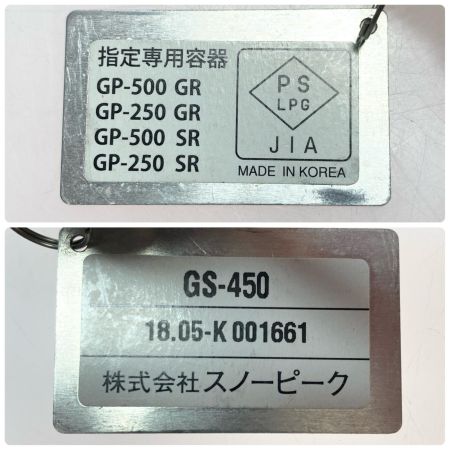 指定専用容器
GP-500 GR
GP-250 GR
GP-500 SR
GP-250 SR
PS
LPG
JIA
MADE IN KOREA
GS-450
18.05-K 001661
株式会社 スノーピーク